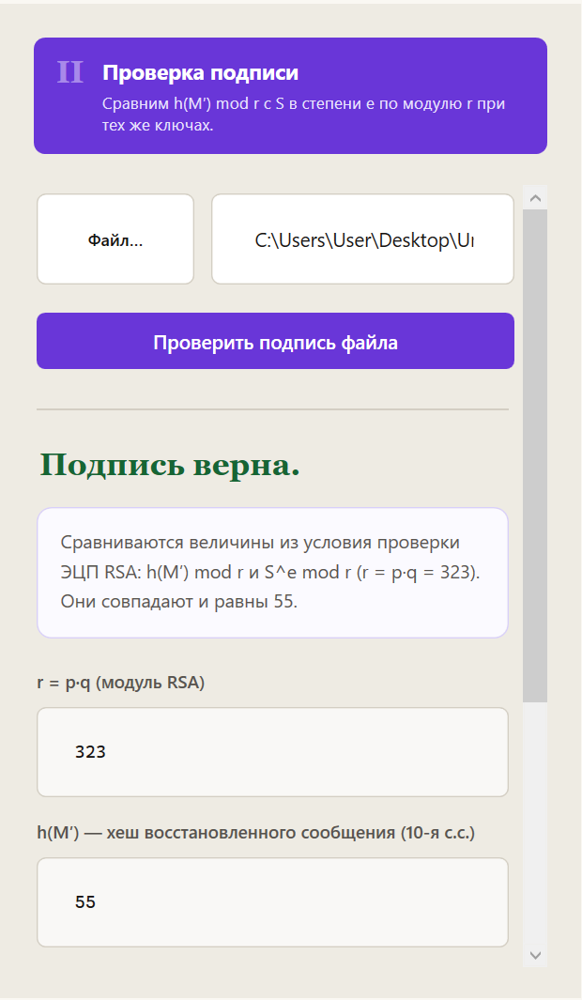 II
Проверка подписи
Сравним h(M′) mod r с S в степени e по модулю r при
тех же ключах.
Файл...
C:\Users\User\Desktop\
Проверить подпись файла
Подпись верна.
Сравниваются величины из условия проверки
ЭЦП RSA: h(M′) mod r и S^e mod r (r = p·q = 323).
Они совпадают и равны 55.
r = p·q (модуль RSA)
323
h(M′) — хеш восстановленного сообщения (10-я с.с.)
55